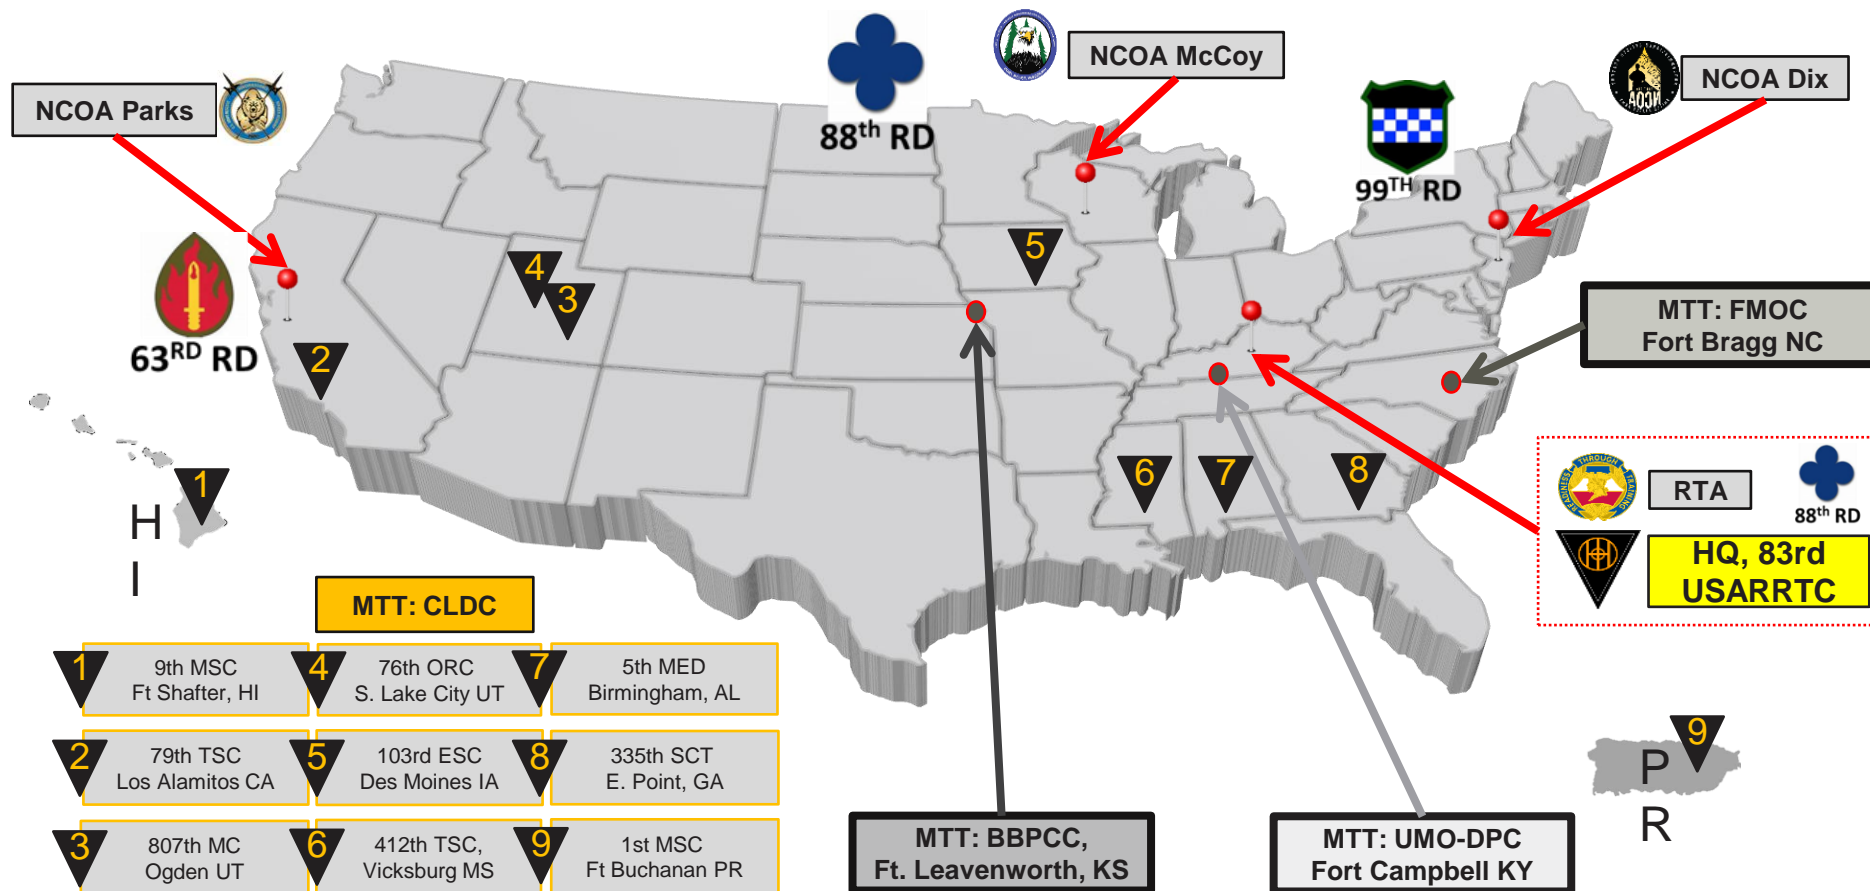 NCOA Parks
88th RD
NCOA McCoy
NCOA Dix
NCOA
99TH RD
63RD RD
MTT: FMOC
Fort Bragg NC
READINESS THROUGH TRAINING
RTA
88th RD
HQ, 83rd
USARRTC
1
2
3
4
5
6
7
8
9
H
I
P
R
MTT: CLDC
1
9th MSC
Ft Shafter, HI
4
76th ORC
S. Lake City UT
7
5th MED
Birmingham, AL
2
79th TSC
Los Alamitos CA
5
103rd ESC
Des Moines IA
8
335th SCT
E. Point, GA
3
807th MC
Ogden UT
6
412th TSC,
Vicksburg MS
9
1st MSC
Ft Buchanan PR
MTT: BBPCC,
Ft. Leavenworth, KS
MTT: UMO-DPC
Fort Campbell KY